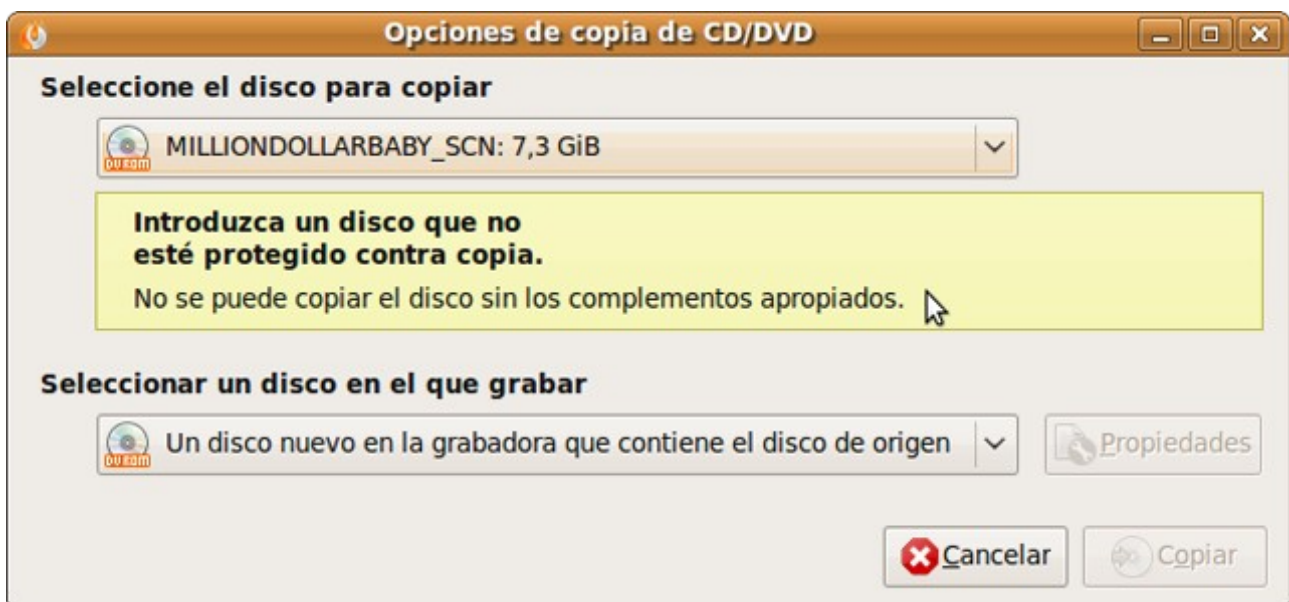 Opciones de copia de CD/DVD
Seleccione el disco para copiar
MILLIONDOLLARBABY_SCN: 7,3 GiB
Introduzca un disco que no
esté protegido contra copia.
No se puede copiar el disco sin los complementos apropiados.
Seleccionar un disco en el que grabar
Un disco nuevo en la grabadora que contiene el disco de origen
Propiedades
Cancelar
Copiar